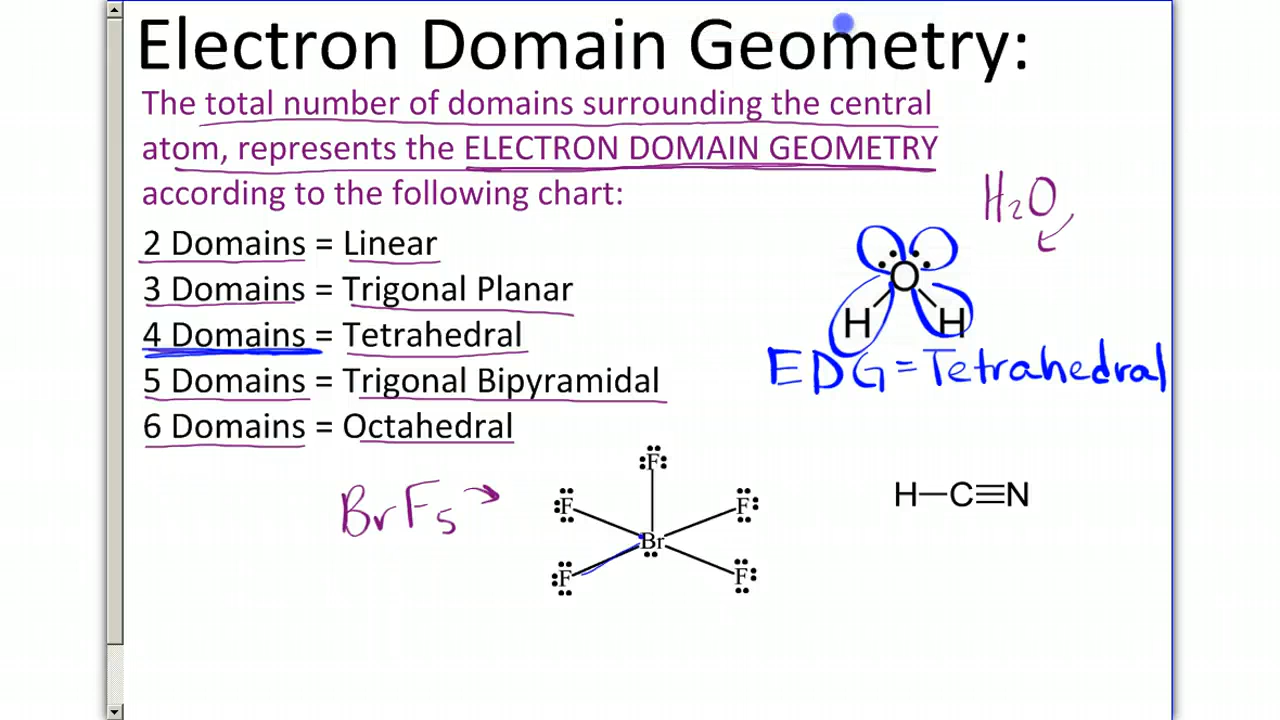 Electron Domain Geometry:
The total number of domains surrounding the central
atom, represents the ELECTRON DOMAIN GEOMETRY
according to the following chart:
H₂O
2 Domains = Linear
3 Domains = Trigonal Planar
4 Domains = Tetrahedral
5 Domains = Trigonal Bipyramidal
6 Domains = Octahedral
O
H H
EDG = Tetrahedral
BrF₅
F
F F
Br
F F
H—C≡N